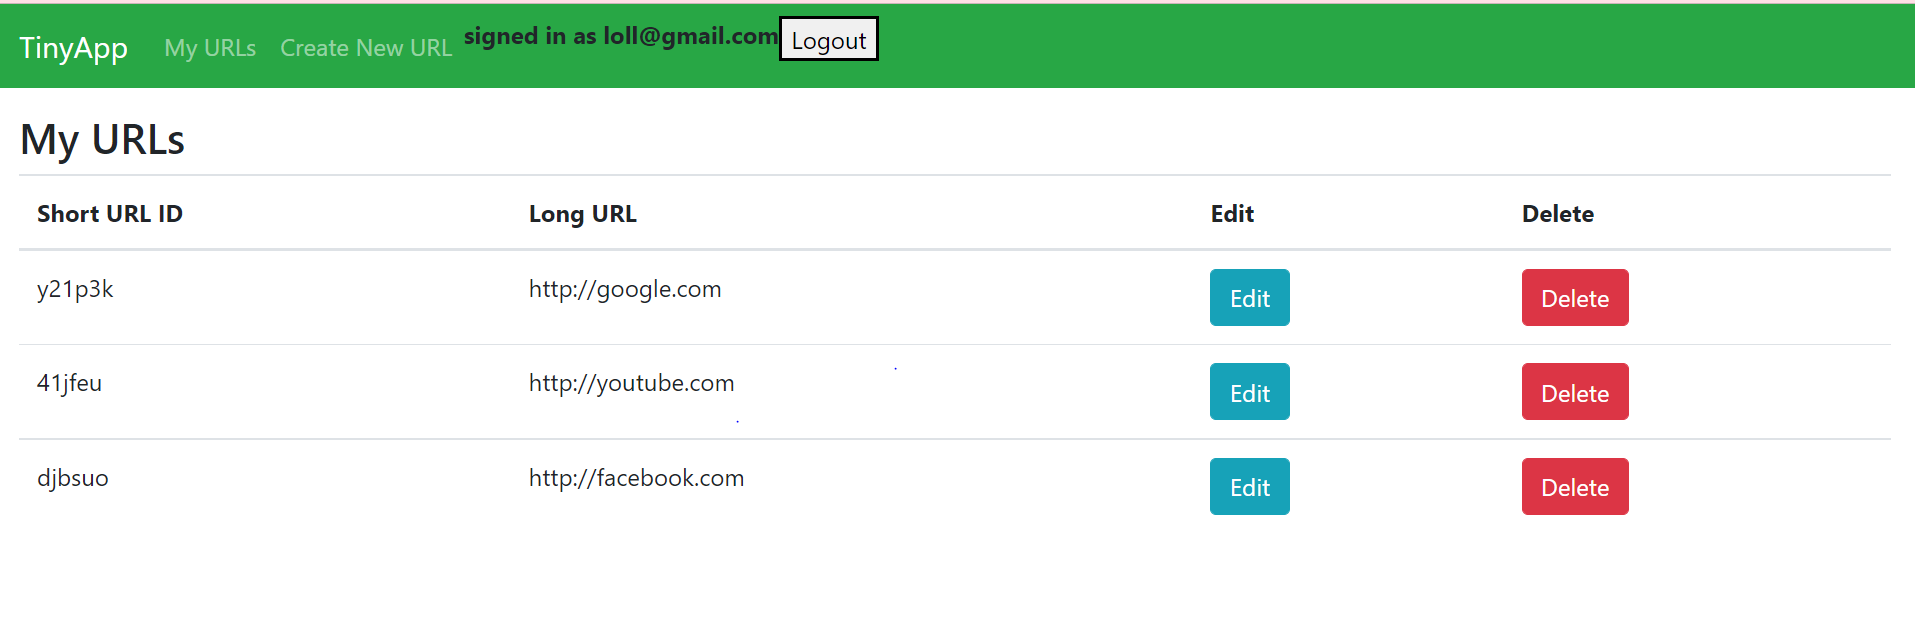 TinyApp My URLs Create New URL signed in as loll@gmail.com Logout
My URLs
Short URL ID Long URL Edit Delete
y21p3k http://google.com Edit Delete
41jfeu http://youtube.com Edit Delete
djbsuo http://facebook.com Edit Delete